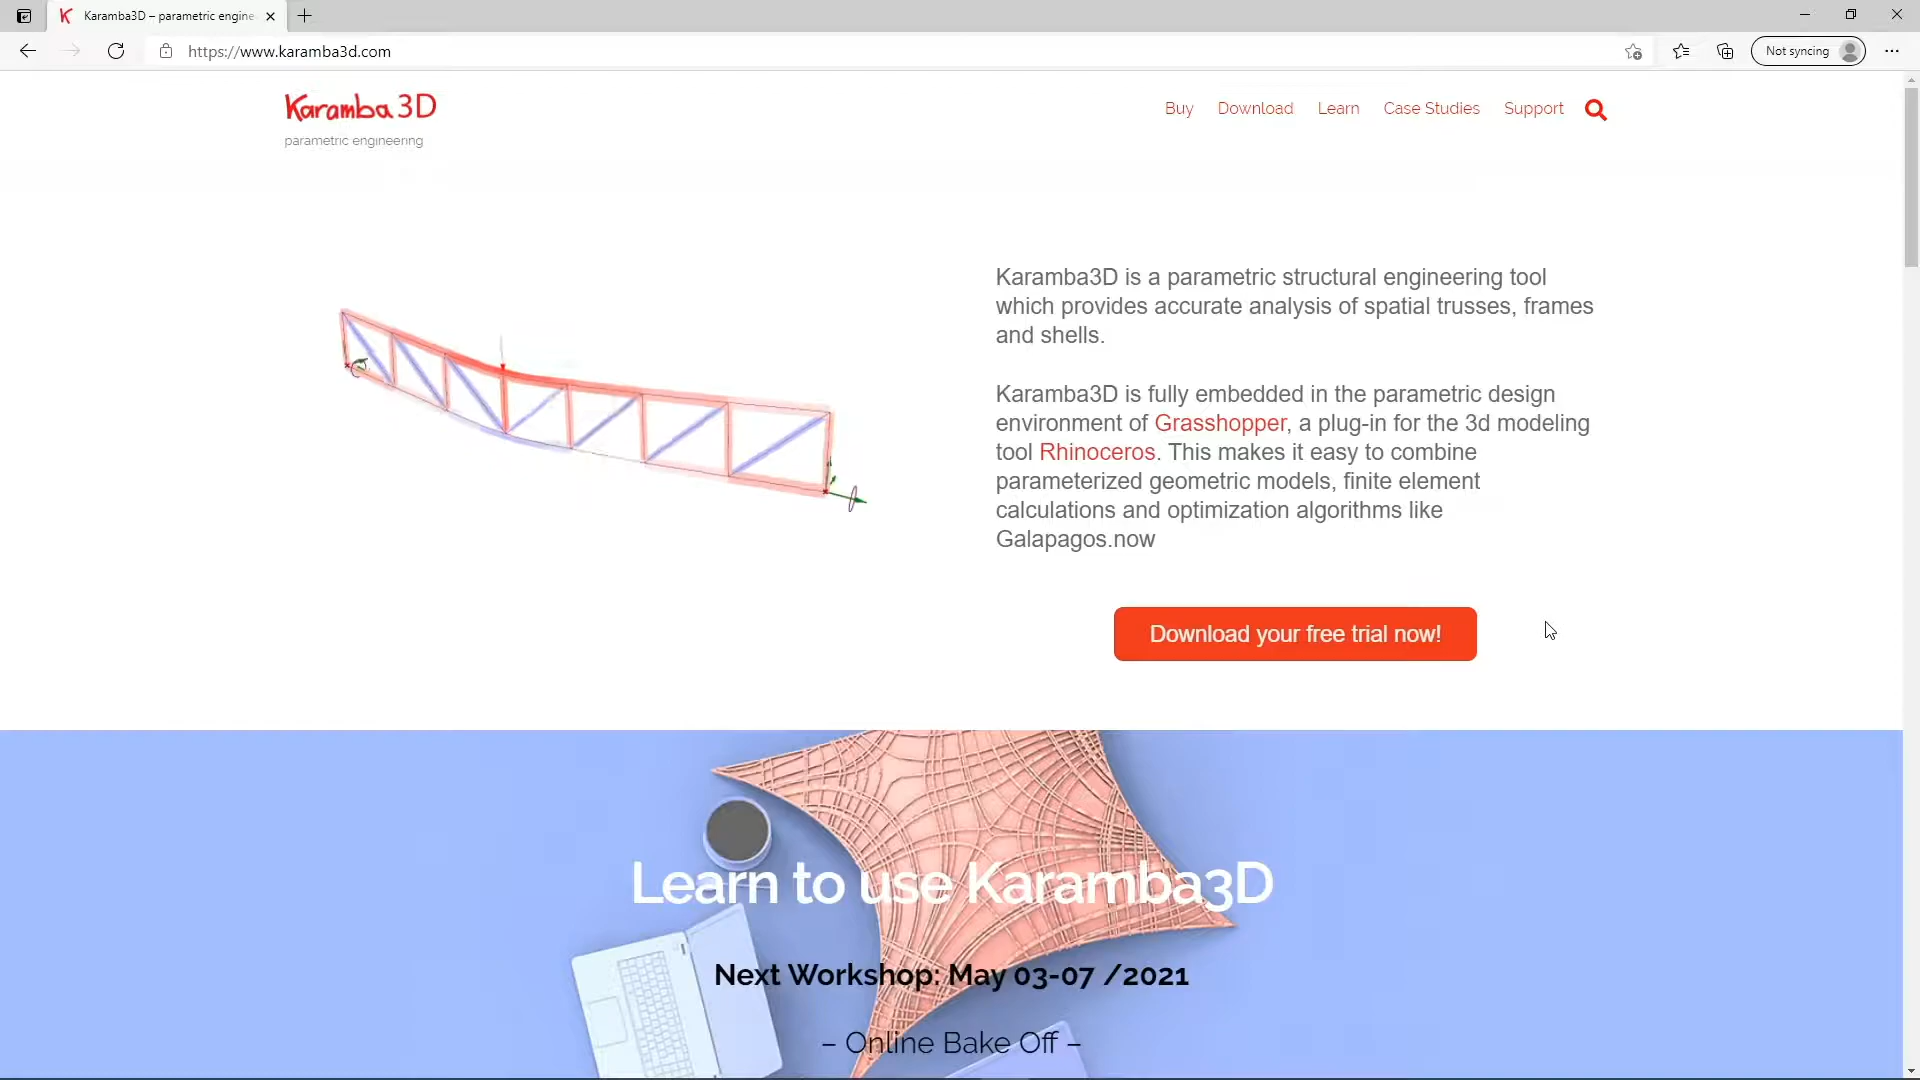 Karamba3D – parametric engine
https://www.karamba3d.com
Not syncing
Karamba3D
parametric engineering
Buy
Download
Learn
Case Studies
Support
Karamba3D is a parametric structural engineering tool
which provides accurate analysis of spatial trusses, frames
and shells.
Karamba3D is fully embedded in the parametric design
environment of Grasshopper, a plug-in for the 3d modeling
tool Rhinoceros. This makes it easy to combine
parameterized geometric models, finite element
calculations and optimization algorithms like
Galapagos.now
Download your free trial now!
Learn to use Karamba3D
Next Workshop: May 03-07 /2021
– Online Bake Off –